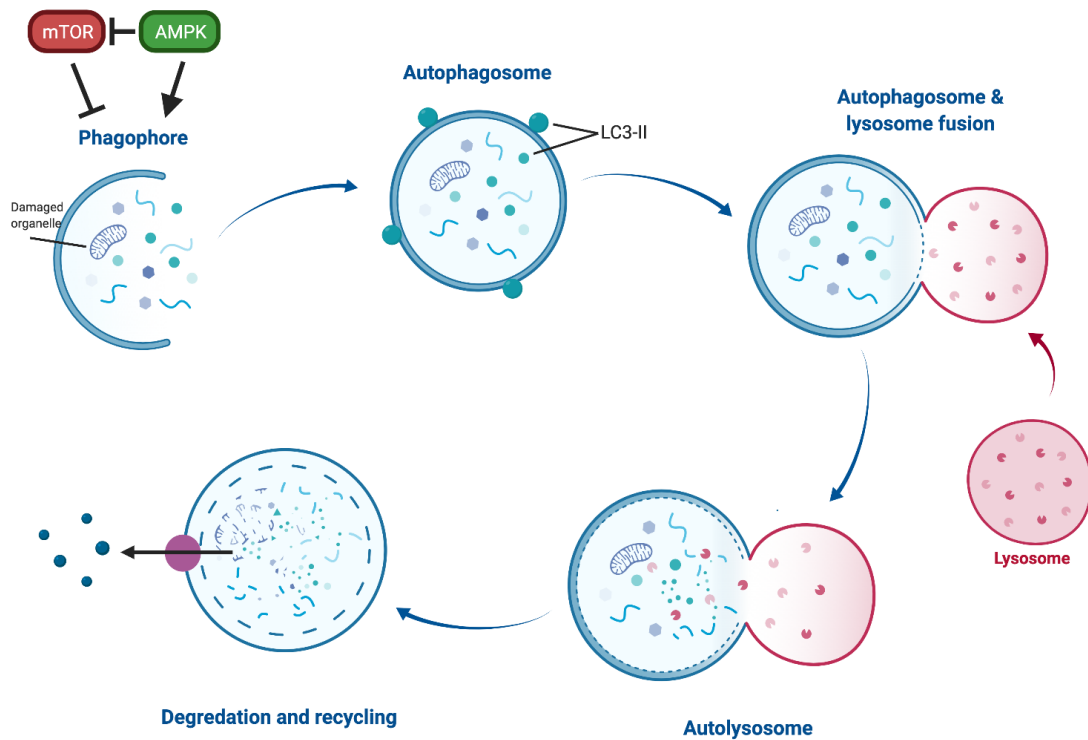 mTOR
AMPK
Phagophore
Damaged
organelle
Autophagosome
LC3-II
Autophagosome &
lysosome fusion
Lysosome
Autolysosome
Degredation and recycling